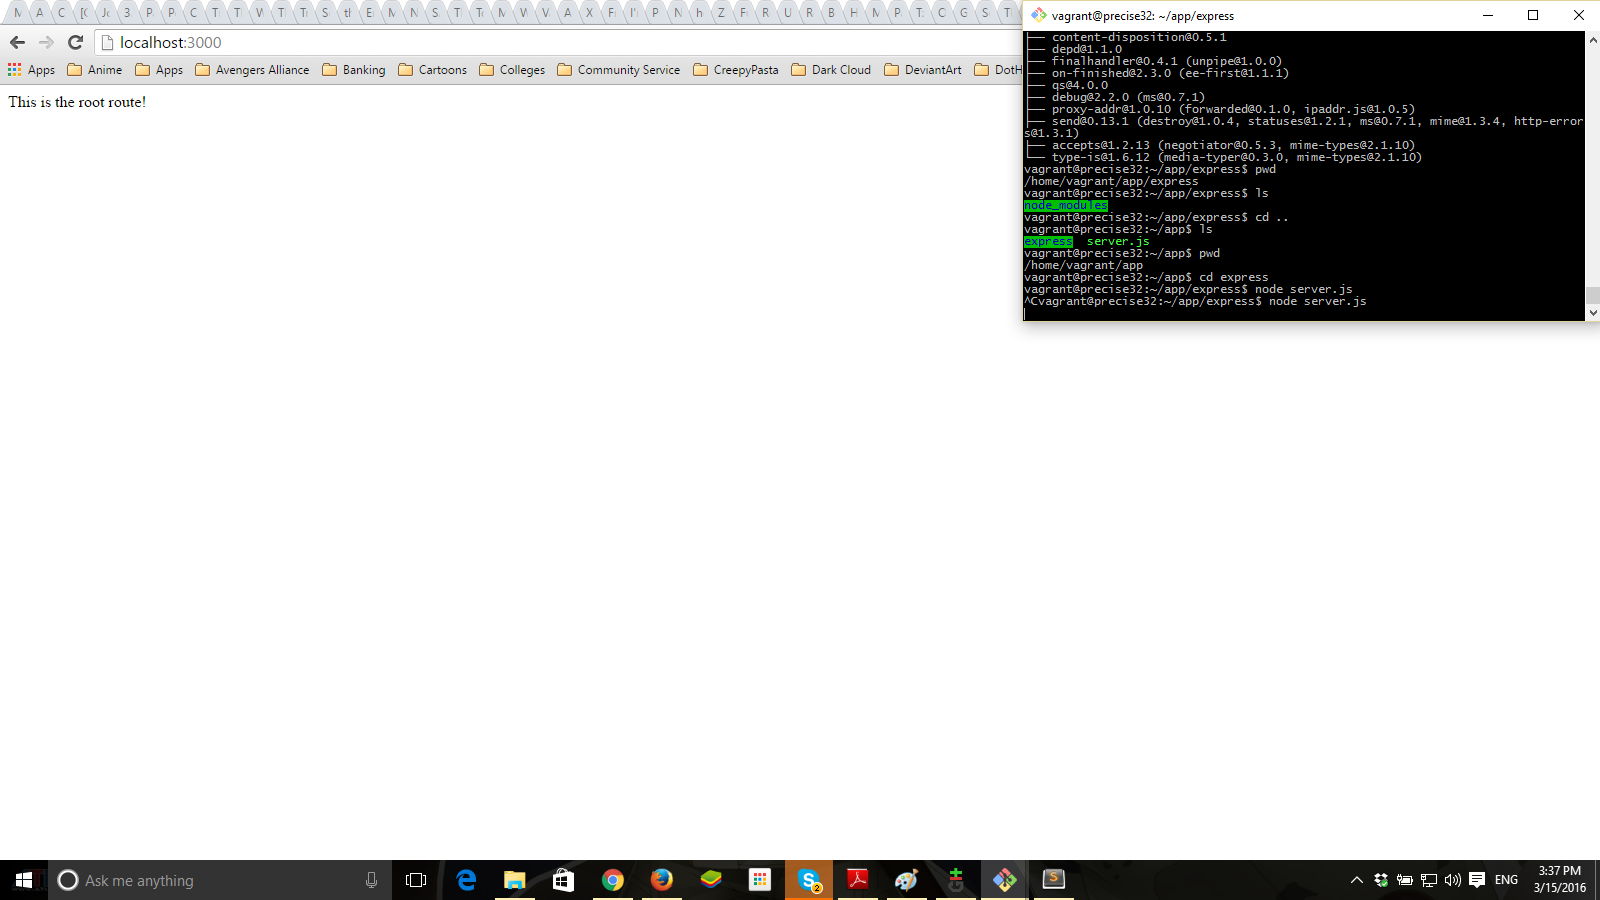 localhost:3000
Apps Anime Apps Avengers Alliance Banking Cartoons Colleges Community Service CreepyPasta Dark Cloud DeviantArt DotH
This is the root route!
vagrant@precise32: ~/app/express
├── content-disposition@0.5.1
├── depd@1.1.0
├── finalhandler@0.4.1 (unpipe@1.0.0)
├── on-finished@2.3.0 (ee-first@1.1.1)
├── qs@4.0.0
├── debug@2.2.0 (ms@0.7.1)
├── proxy-addr@1.0.10 (forwarded@0.1.0, ipaddr.js@1.0.5)
├── send@0.13.1 (destroy@1.0.4, statuses@1.2.1, ms@0.7.1, mime@1.3.4, http-error
s@1.3.1)
├── accepts@1.2.13 (negotiator@0.5.3, mime-types@2.1.10)
└── type-is@1.6.12 (media-typer@0.3.0, mime-types@2.1.10)
vagrant@precise32:~/app/express$ pwd
/home/vagrant/app/express
vagrant@precise32:~/app/express$ ls
node_modules
vagrant@precise32:~/app/express$ cd ..
vagrant@precise32:~/app$ ls
express server.js
vagrant@precise32:~/app$ pwd
/home/vagrant/app
vagrant@precise32:~/app$ cd express
vagrant@precise32:~/app/express$ node server.js
^Cvagrant@precise32:~/app/express$ node server.js
Ask me anything
2
ENG
3:37 PM
3/15/2016